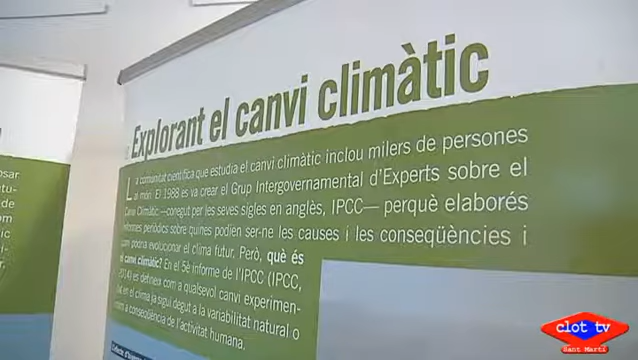 Explorant el canvi climàtic
La comunitat científica que estudia el canvi climàtic inclou milers de persones
al món. El 1988 es va crear el Grup Intergovernamental d'Experts sobre el
Canvi Climàtic —conegut per les seves sigles en anglès, IPCC— perquè elaborés
informes periòdics sobre quines podien ser-ne les causes i les conseqüències i
com podria evolucionar el clima futur. Però, què és
el canvi climàtic? En el 5è informe de l'IPCC (IPCC,
2014) es defineix com a qualsevol canvi experimen-
tat en el clima ja sigui degut a la variabilitat natural o
com a conseqüència de l'activitat humana.
clot tv
Sant Martí